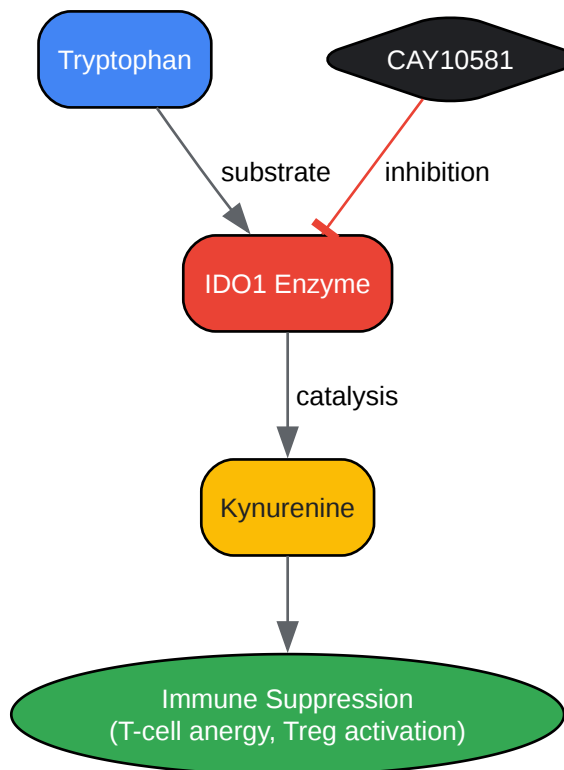 Tryptophan
CAY10581
substrate
inhibition
IDO1 Enzyme
catalysis
Kynurenine
Immune Suppression
(T-cell anergy, Treg activation)